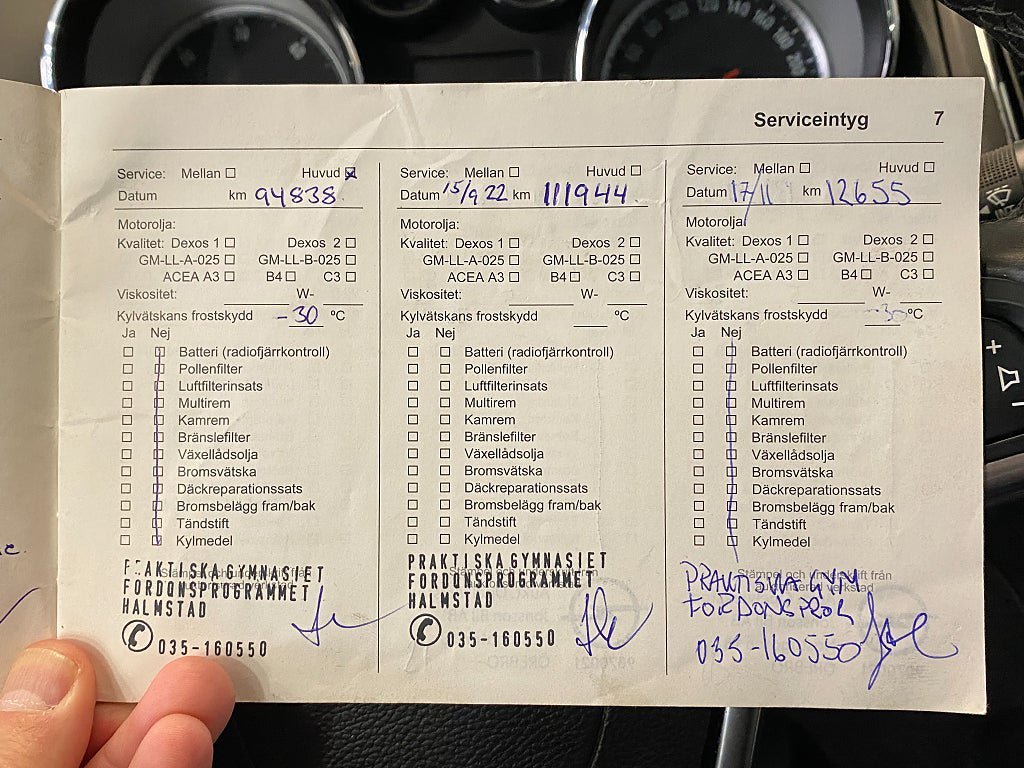 Serviceintyg 7
Service: Mellan Huvud
Datum km 94838
Motorolja:
Kvalitet: Dexos 1 Dexos 2
GM-LL-A-025 GM-LL-B-025
ACEA A3 B4 C3
Viskositet: W-
Kylvätskans frostskydd -30 °C
Ja Nej
Batteri (radiofjärrkontroll)
Pollenfilter
Luftfilterinsats
Multirem
Kamrem
Bränslefilter
Växellådsolja
Bromsvätska
Däckreparationssats
Bromsbelägg fram/bak
Tändstift
Kylmedel
PRAKTISKA GYMNASIET
FORDONSPROGRAMMET
HALMSTAD
035-160550
Service: Mellan Huvud
Datum 15/9 22 km 111944
Motorolja:
Kvalitet: Dexos 1 Dexos 2
GM-LL-A-025 GM-LL-B-025
ACEA A3 B4 C3
Viskositet: W-
Kylvätskans frostskydd °C
Ja Nej
Batteri (radiofjärrkontroll)
Pollenfilter
Luftfilterinsats
Multirem
Kamrem
Bränslefilter
Växellådsolja
Bromsvätska
Däckreparationssats
Bromsbelägg fram/bak
Tändstift
Kylmedel
PRAKTISKA GYMNASIET
FORDONSPROGRAMMET
HALMSTAD
035-160550
Service: Mellan Huvud
Datum 17/11 km 12655
Motorolja
Kvalitet: Dexos 1 Dexos 2
GM-LL-A-025 GM-LL-B-025
ACEA A3 B4 C3
Viskositet: W-
Kylvätskans frostskydd -30 °C
Ja Nej
Batteri (radiofjärrkontroll)
Pollenfilter
Luftfilterinsats
Multirem
Kamrem
Bränslefilter
Växellådsolja
Bromsvätska
Däckreparationssats
Bromsbelägg fram/bak
Tändstift
Kylmedel
Stämpel och underskrift från
verkstad
PRAKTISKA GYM
FORDONSPROG
035-160550